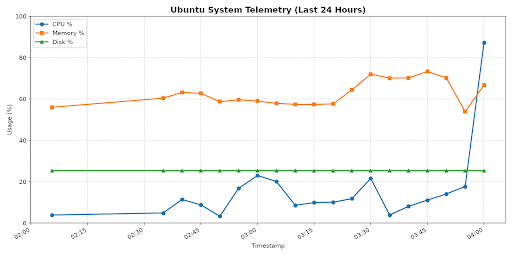 Ubuntu System Telemetry (Last 24 Hours)
CPU %
Memory %
Disk %
Usage (%)
100
80
60
40
20
0
02:00
02:15
02:30
02:45
03:00
03:15
03:30
03:45
04:00
Timestamp